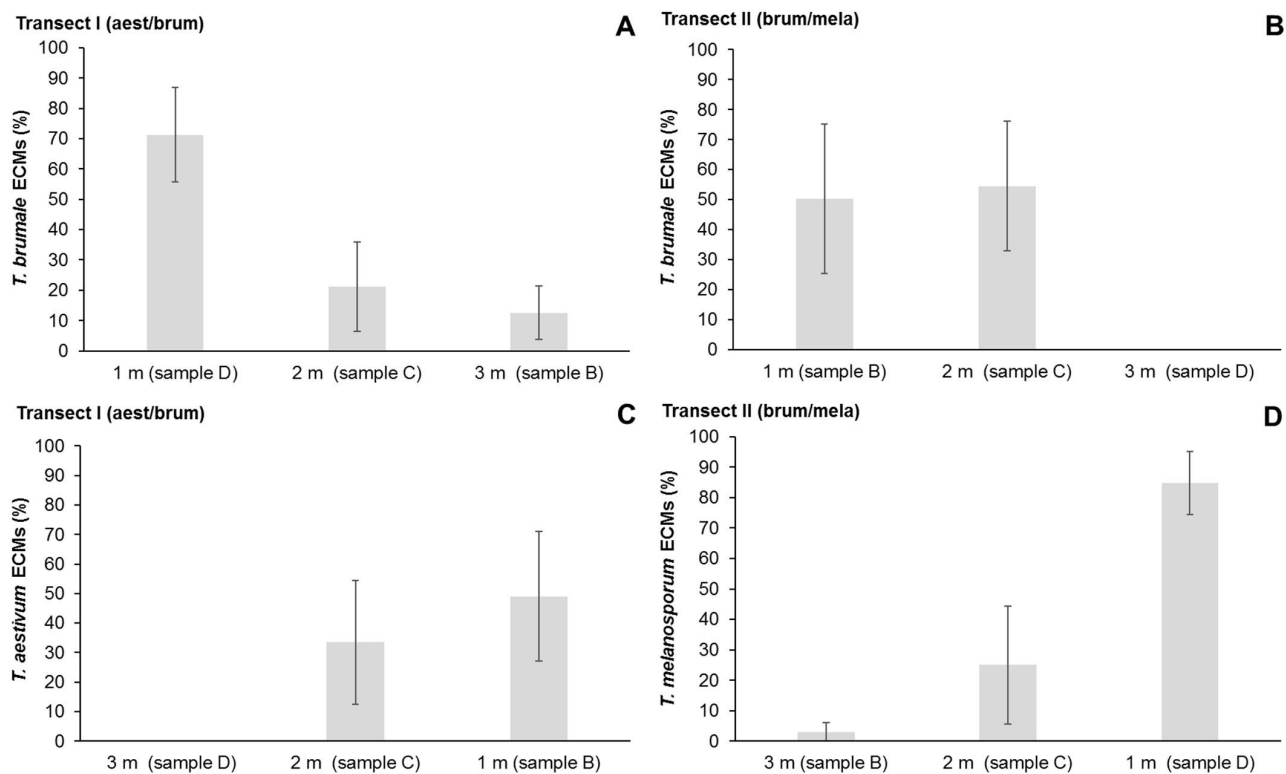 Transect I (aest/brum)
A
T. brumale ECMs (%)
100
90
80
70
60
50
40
30
20
10
0
1 m (sample D)
2 m (sample C)
3 m (sample B)
Transect II (brum/mela)
B
T. brumale ECMs (%)
100
90
80
70
60
50
40
30
20
10
0
1 m (sample B)
2 m (sample C)
3 m (sample D)
Transect I (aest/brum)
C
T. aestivum ECMs (%)
100
90
80
70
60
50
40
30
20
10
0
3 m (sample D)
2 m (sample C)
1 m (sample B)
Transect II (brum/mela)
D
T. melanosporum ECMs (%)
100
90
80
70
60
50
40
30
20
10
0
3 m (sample B)
2 m (sample C)
1 m (sample D)